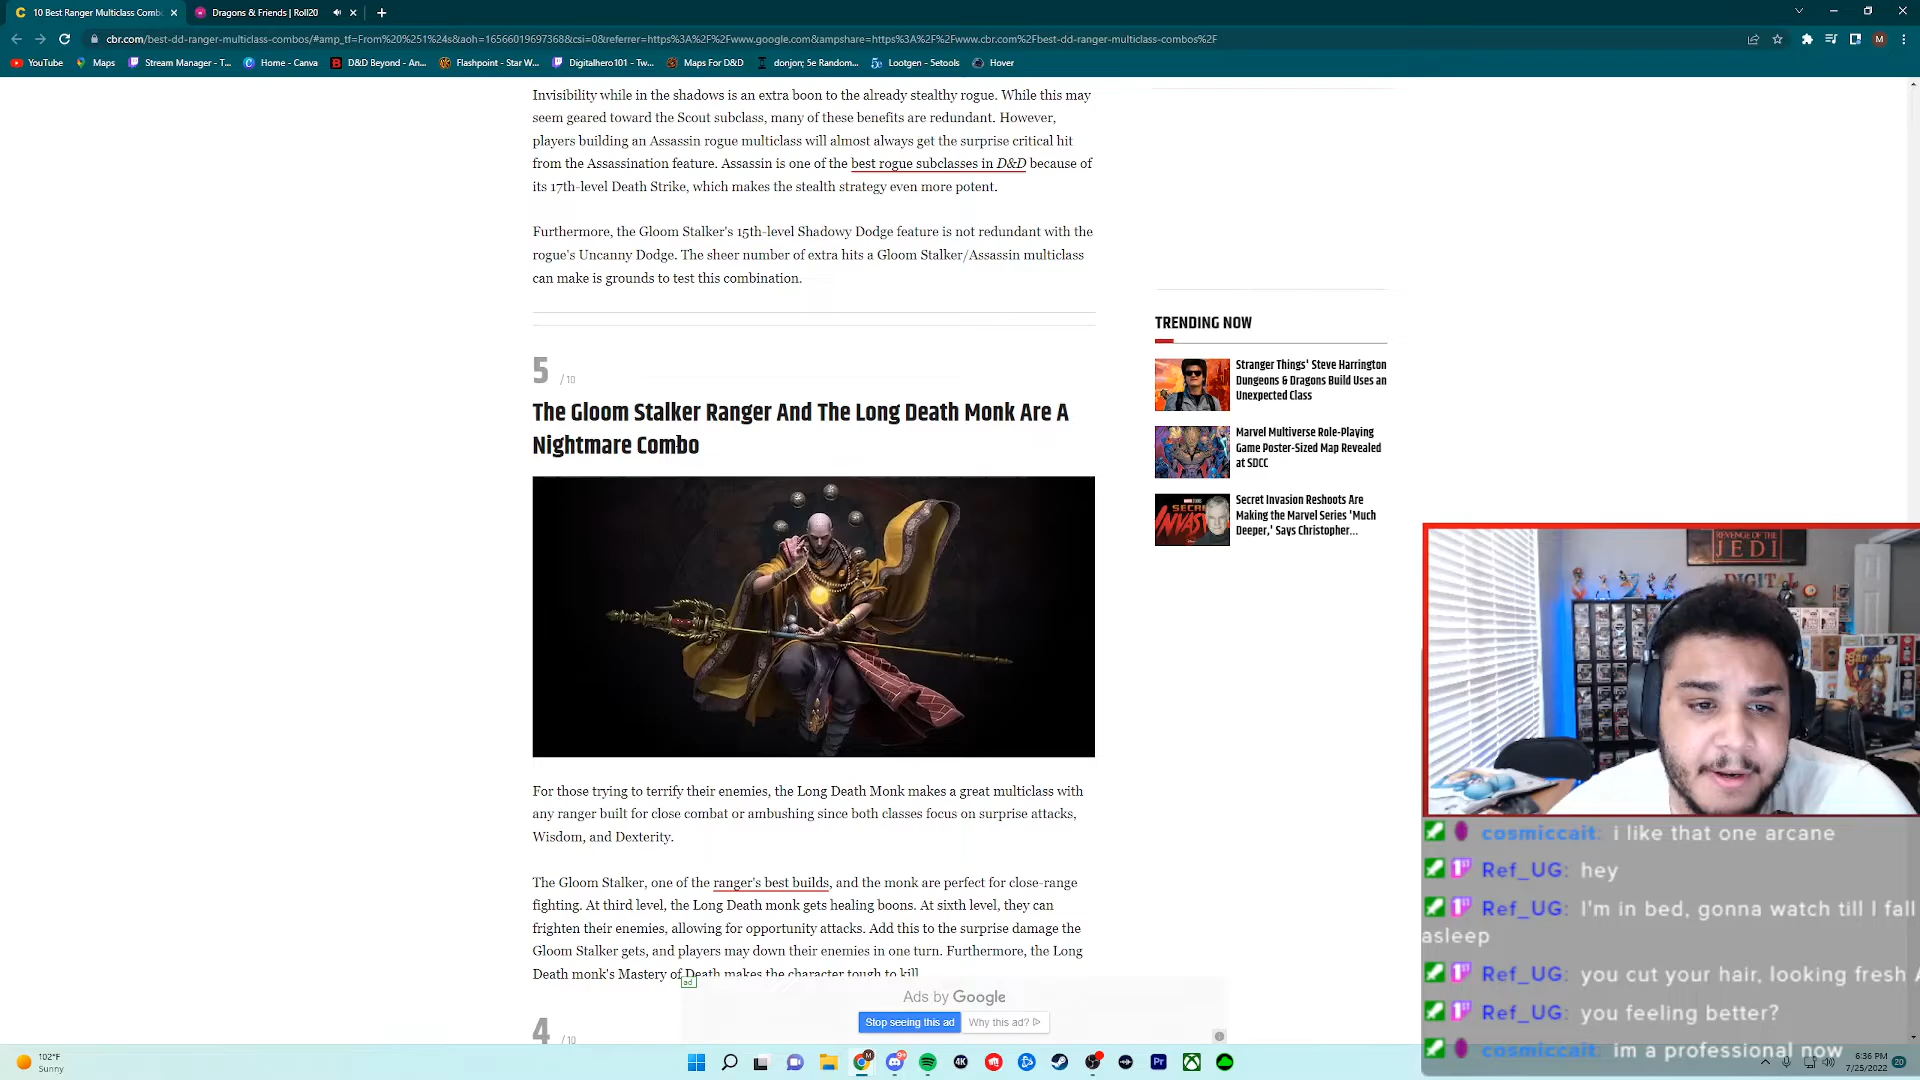 10 Best Ranger Multiclass Comb
Dragons & Friends | Roll20
cbr.com/best-dd-ranger-multiclass-combos/#amp_tf=From%20%251%24s&aoh=16566019697368&csi=0&referrer=https%3A%2F%2Fwww.google.com&ampshare=https%3A%2F%2Fwww.cbr.com%2Fbest-dd-ranger-multiclass-combos%2F
YouTube Maps Stream Manager - T... Home - Canva D&D Beyond - An... Flashpoint - Star W... Digitalhero101 - Tw... Maps For D&D donjon; 5e Random... Lootgen - 5etools Hover
Invisibility while in the shadows is an extra boon to the already stealthy rogue. While this may
seem geared toward the Scout subclass, many of these benefits are redundant. However,
players building an Assassin rogue multiclass will almost always get the surprise critical hit
from the Assassination feature. Assassin is one of the best rogue subclasses in D&D because of
its 17th-level Death Strike, which makes the stealth strategy even more potent.
Furthermore, the Gloom Stalker's 15th-level Shadowy Dodge feature is not redundant with the
rogue's Uncanny Dodge. The sheer number of extra hits a Gloom Stalker/Assassin multiclass
can make is grounds to test this combination.
5 / 10
The Gloom Stalker Ranger And The Long Death Monk Are A
Nightmare Combo
For those trying to terrify their enemies, the Long Death Monk makes a great multiclass with
any ranger built for close combat or ambushing since both classes focus on surprise attacks,
Wisdom, and Dexterity.
The Gloom Stalker, one of the ranger's best builds, and the monk are perfect for close-range
fighting. At third level, the Long Death monk gets healing boons. At sixth level, they can
frighten their enemies, allowing for opportunity attacks. Add this to the surprise damage the
Gloom Stalker gets, and players may down their enemies in one turn. Furthermore, the Long
Death monk's Mastery of Death makes the character tough to kill.
ad
Ads by Google
Stop seeing this ad Why this ad?
4 / 10
TRENDING NOW
Stranger Things' Steve Harrington
Dungeons & Dragons Build Uses an
Unexpected Class
Marvel Multiverse Role-Playing
Game Poster-Sized Map Revealed
at SDCC
Secret Invasion Reshoots Are
Making the Marvel Series 'Much
Deeper,' Says Christopher...
REVENGE OF THE
JEDI
DIGITAL
cosmiccait: i like that one arcane
Ref_UG: hey
Ref_UG: I'm in bed, gonna watch till I fall
asleep
Ref_UG: you cut your hair, looking fresh A
Ref_UG: you feeling better?
cosmiccait: im a professional now
102°F
Sunny
4K
Pr
6:36 PM
7/25/2022
20